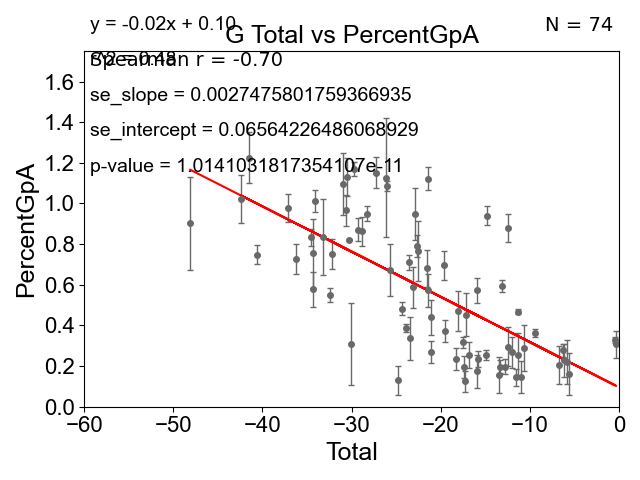 y = -0.02x + 0.10
N = 74
G Total vs PercentGpA
Spearman r = -0.70
se_slope = 0.002747580175936​6935
se_intercept = 0.06564226486068929
p-value = 1.0141031817354107e-11
PercentGpA
1.6
1.4
1.2
1.0
0.8
0.6
0.4
0.2
0.0
−60
−50
−40
−30
−20
−10
0
Total